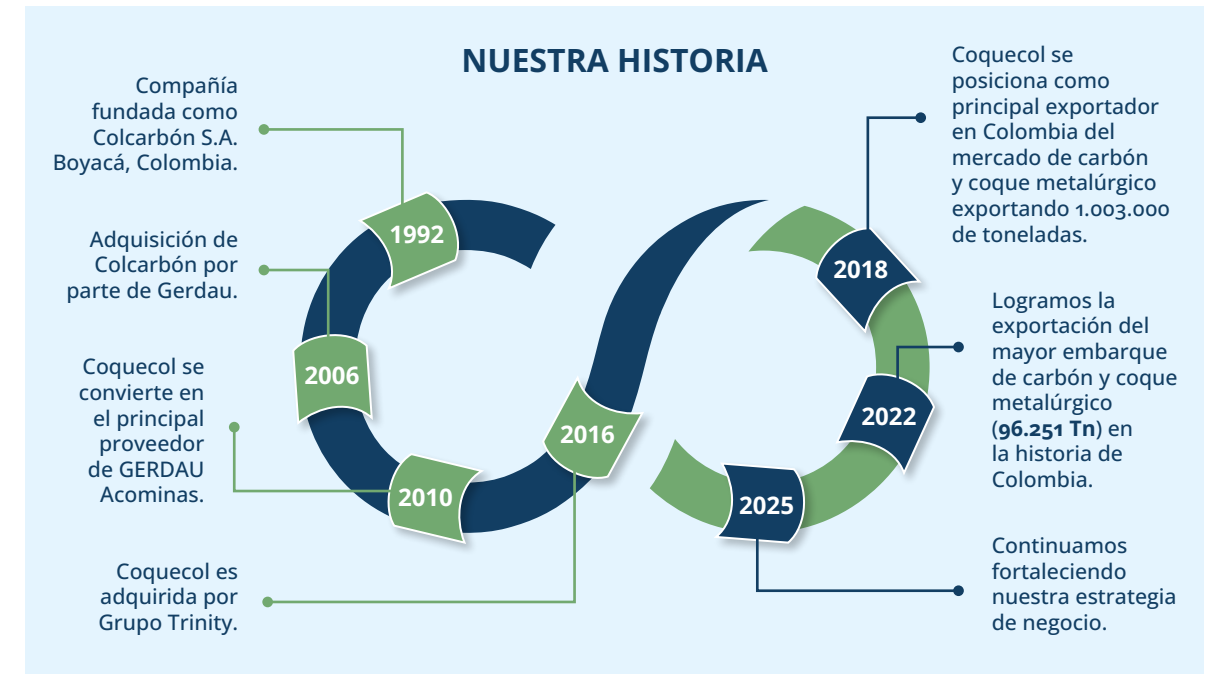 NUESTRA HISTORIA
Compañía
fundada como
Colcarbón S.A.
Boyacá, Colombia.
1992
Adquisición de
Colcarbón por
parte de Gerdau.
2006
Coquecol se
convierte en
el principal
proveedor
de GERDAU
Acominas.
2010
Coquecol es
adquirida por
Grupo Trinity.
2016
Coquecol se
posiciona como
principal exportador
en Colombia del
mercado de carbón
y coque metalúrgico
exportando 1.003.000
de toneladas.
2018
Logramos la
exportación del
mayor embarque
de carbón y coque
metalúrgico
(96.251 Tn) en
la historia de
Colombia.
2022
Continuamos
fortaleciendo
nuestra estrategia
de negocio.
2025